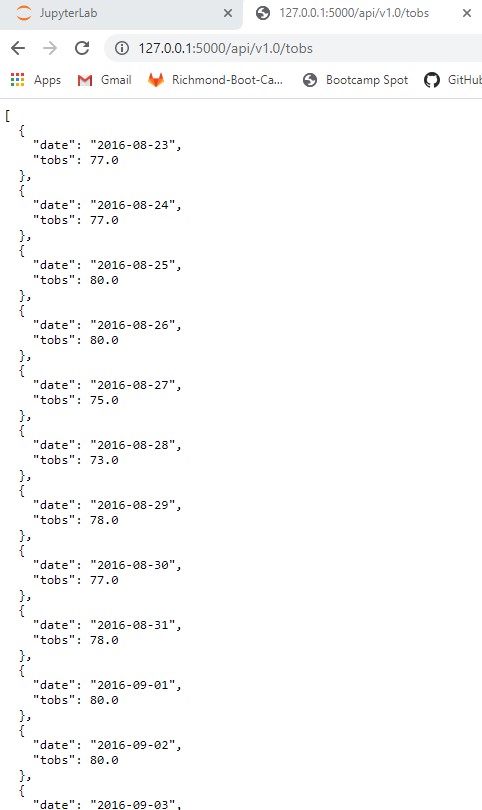 JupyterLab
127.0.0.1:5000/api/v1.0/tobs
127.0.0.1:5000/api/v1.0/tobs
Apps Gmail Richmond-Boot-Ca... Bootcamp Spot GitHub
[
  {
    "date": "2016-08-23",
    "tobs": 77.0
  },
  {
    "date": "2016-08-24",
    "tobs": 77.0
  },
  {
    "date": "2016-08-25",
    "tobs": 80.0
  },
  {
    "date": "2016-08-26",
    "tobs": 80.0
  },
  {
    "date": "2016-08-27",
    "tobs": 75.0
  },
  {
    "date": "2016-08-28",
    "tobs": 73.0
  },
  {
    "date": "2016-08-29",
    "tobs": 78.0
  },
  {
    "date": "2016-08-30",
    "tobs": 77.0
  },
  {
    "date": "2016-08-31",
    "tobs": 78.0
  },
  {
    "date": "2016-09-01",
    "tobs": 80.0
  },
  {
    "date": "2016-09-02",
    "tobs": 80.0
  },
  {
    "date": "2016-09-03",